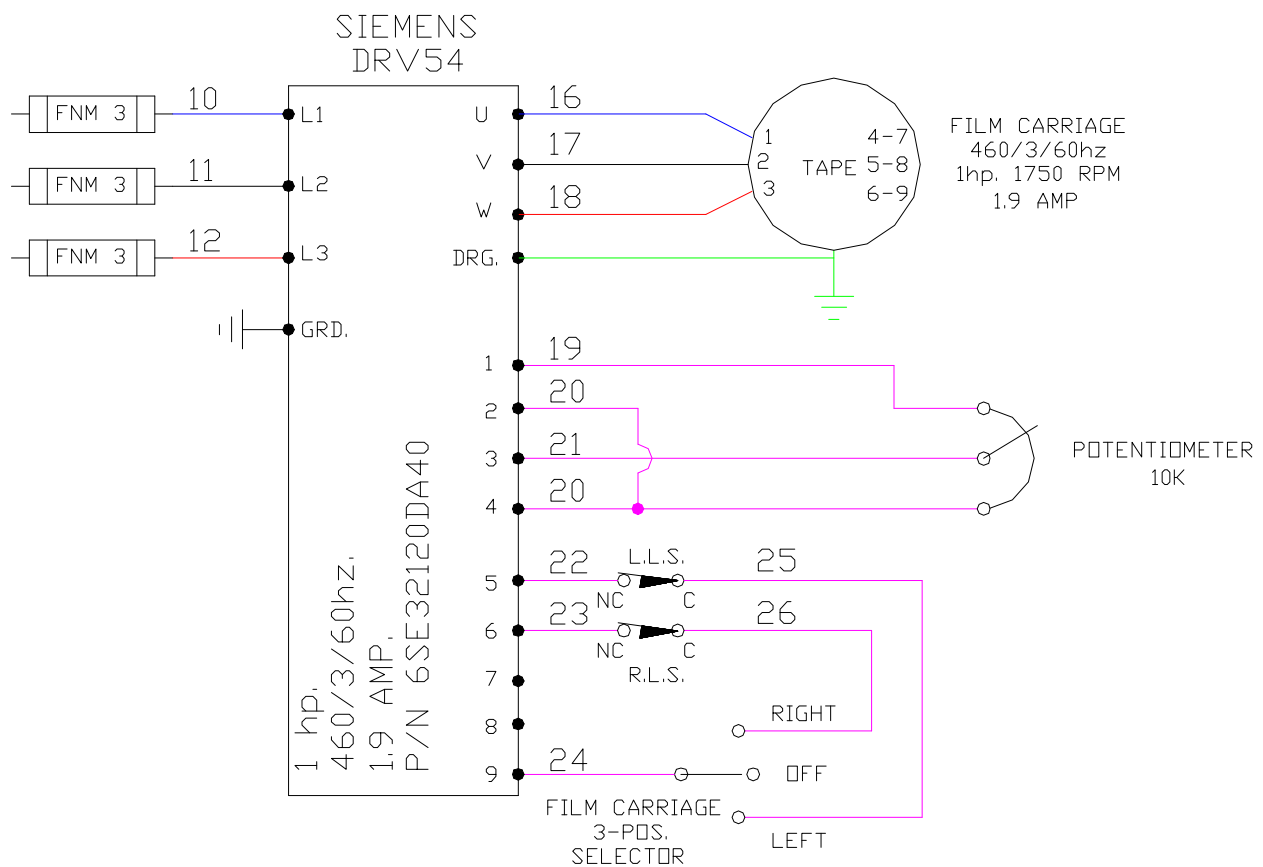 SIEMENS
DRV54
FNM 3
10
L1
FNM 3
11
L2
FNM 3
12
L3
GRD.
U
16
V
17
W
18
DRG.
1
2
3
TAPE
4-7
5-8
6-9
FILM CARRIAGE
460/3/60hz
1hp. 1750 RPM
1.9 AMP
1
19
2
20
3
21
4
20
POTENTIOMETER
10K
5
22
L.L.S.
NC
C
25
6
23
NC
C
R.L.S.
26
7
8
9
24
RIGHT
OFF
LEFT
FILM CARRIAGE
3-POS.
SELECTOR
1 hp.
460/3/60hz.
1.9 AMP.
P/N 6SE32120DA40